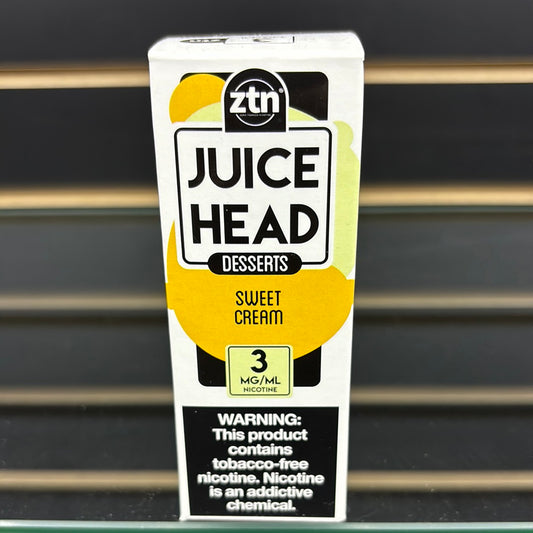 ztn®
JUICE
HEAD
DESSERTS
SWEET
CREAM
3
MG/ML
NICOTINE
WARNING:
This product
contains
tobacco-free
nicotine. Nicotine
is an addictive
chemical.